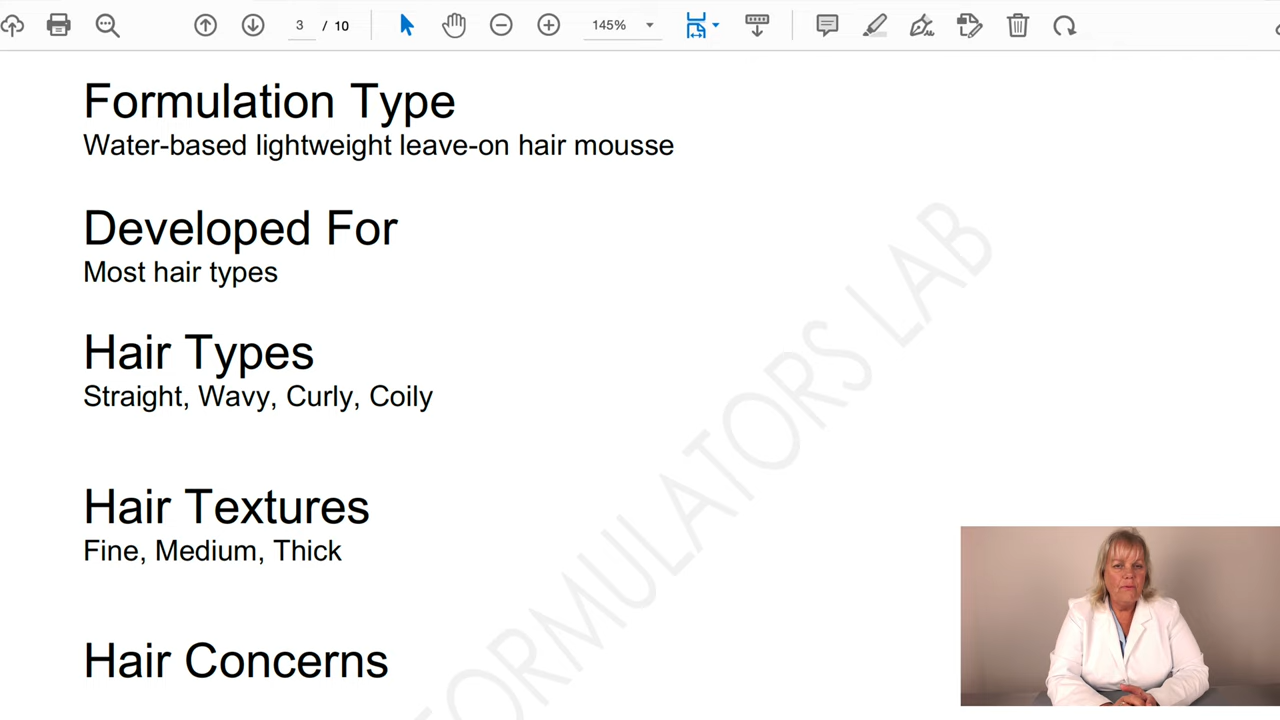 3 / 10
145%
Formulation Type
Water-based lightweight leave-on hair mousse
Developed For
Most hair types
Hair Types
Straight, Wavy, Curly, Coily
Hair Textures
Fine, Medium, Thick
Hair Concerns
FORMULATORS LAB